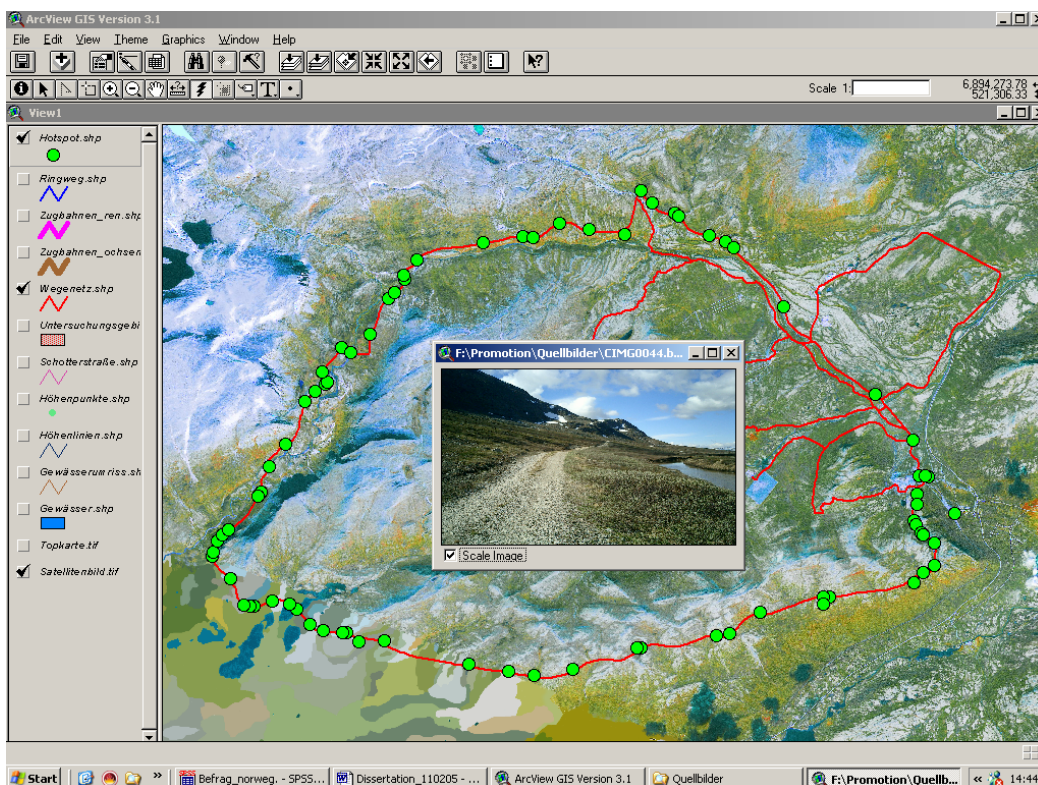 ArcView GIS Version 3.1
File Edit View Theme Graphics Window Help
Scale 1:
6,894,273.78
521,306.33
View1
Hotspot.shp
Ringweg.shp
Zugbahnen_ren.shp
Zugbahnen_ochsen
Wegenetz.shp
Untersuchungsgebi
Schotterstraße.shp
Höhenpunkte.shp
Höhenlinien.shp
Gewässerumriss.sh
Gewässer.shp
Topkarte.tif
Satellitenbild.tif
F:\Promotion\Quellbilder\CIMG0044.b...
Scale Image
Start » Befrag_norweg. - SPSS... Dissertation_110205 - ... ArcView GIS Version 3.1 Quellbilder F:\Promotion\Quellb... « 14:44